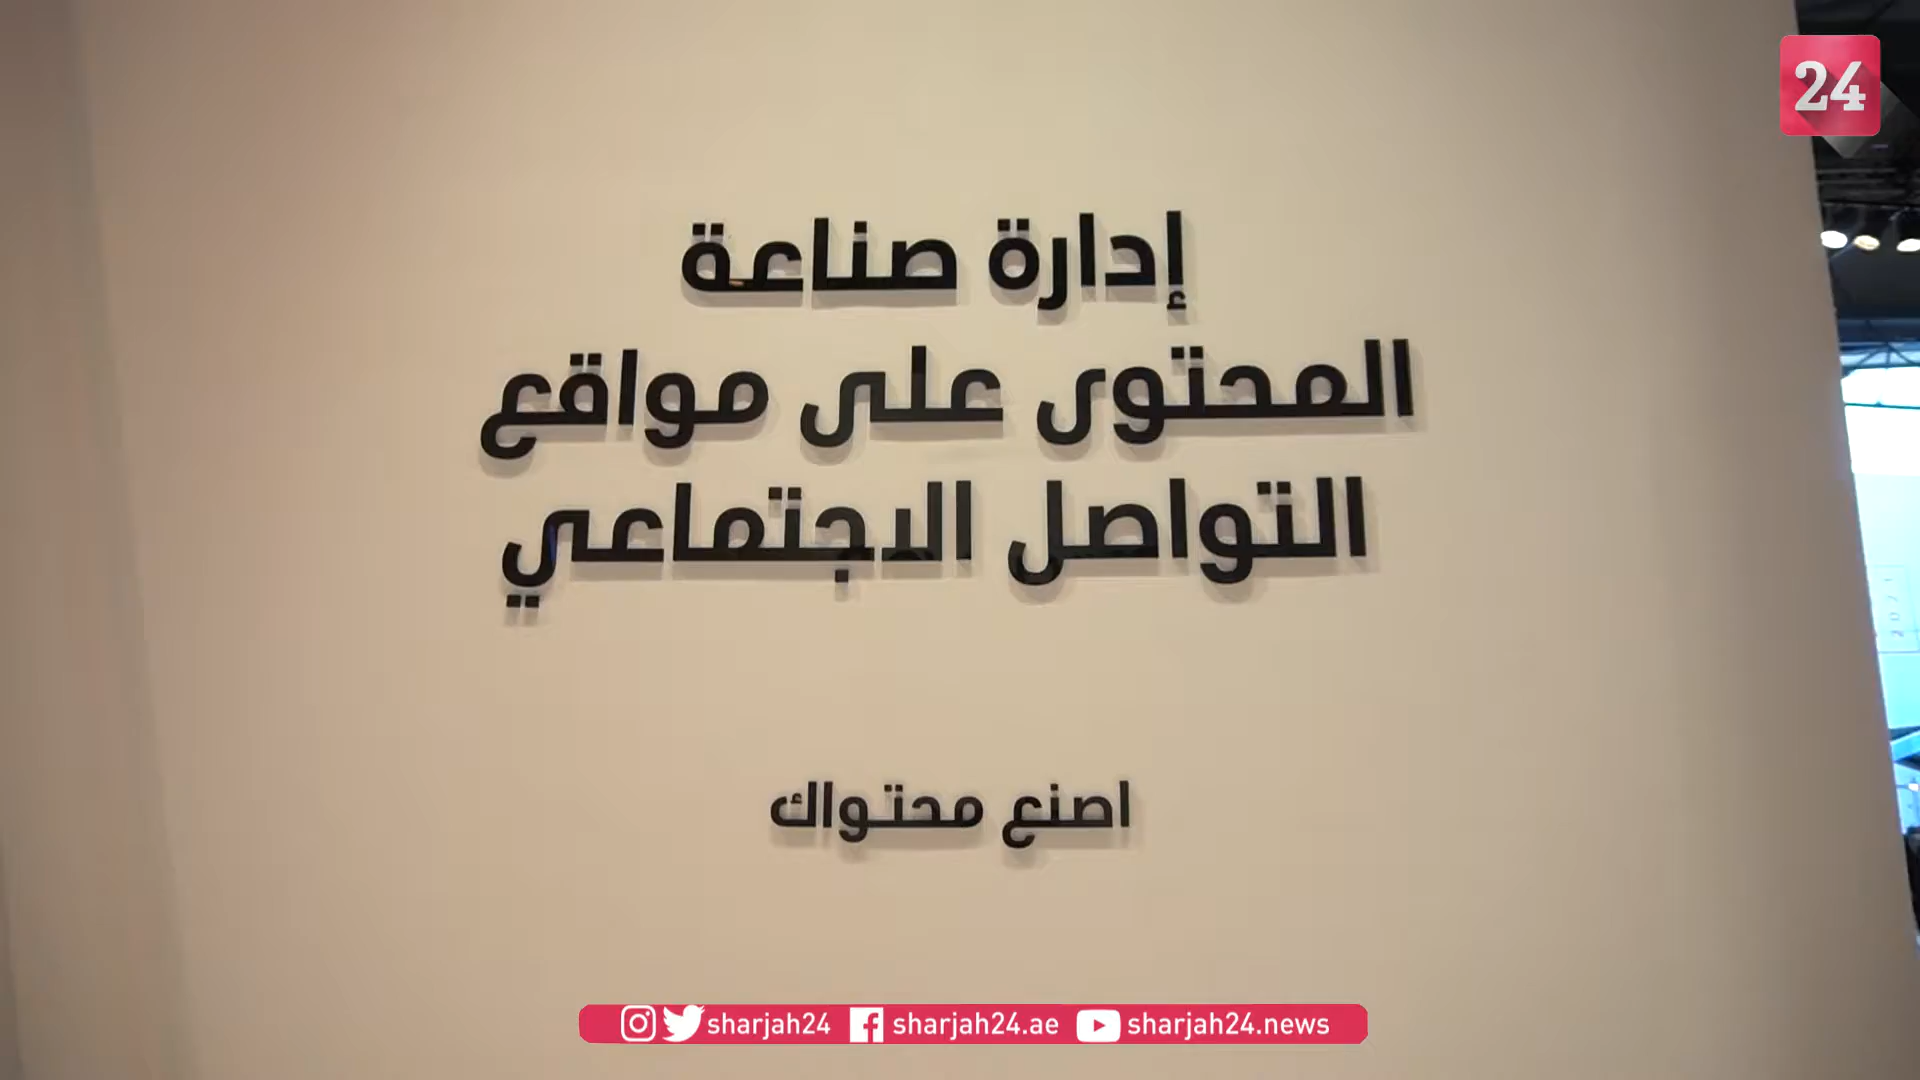 24
إدارة صناعة
المحتوى على مواقع
التواصل الاجتماعي
اصنع محتواك
sharjah24 sharjah24.ae sharjah24.news